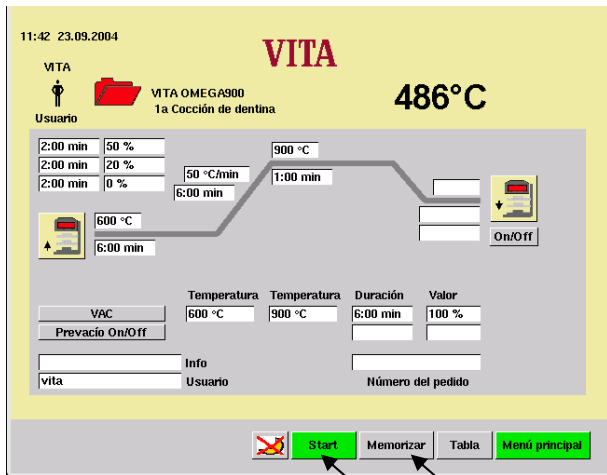 11:42 23.09.2004
VITA
VITA
Usuario
VITA OMEGA900
1a Cocción de dentina
486°C
2:00 min 50 %
2:00 min 20 %
2:00 min 0 %
50 °C/min
6:00 min
900 °C
1:00 min
600 °C
6:00 min
On/Off
Temperatura Temperatura Duración Valor
VAC 600 °C 900 °C 6:00 min 100 %
Prevacío On/Off
Info
vita Usuario Número del pedido
Start Memorizar Tabla Menú principal